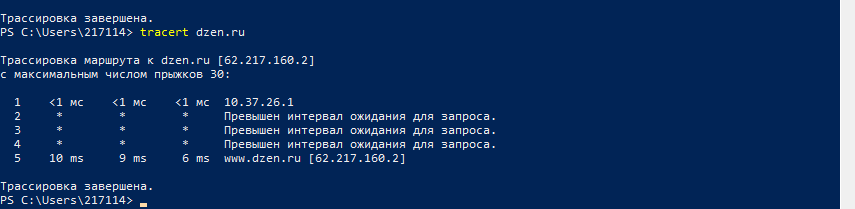 Трассировка завершена.
PS C:\Users\217114> tracert dzen.ru
Трассировка маршрута к dzen.ru [62.217.160.2]
с максимальным числом прыжков 30:
1 <1 мс <1 мс <1 мс 10.37.26.1
2 * * * Превышен интервал ожидания для запроса.
3 * * * Превышен интервал ожидания для запроса.
4 * * * Превышен интервал ожидания для запроса.
5 10 ms 9 ms 6 ms www.dzen.ru [62.217.160.2]
Трассировка завершена.
PS C:\Users\217114>